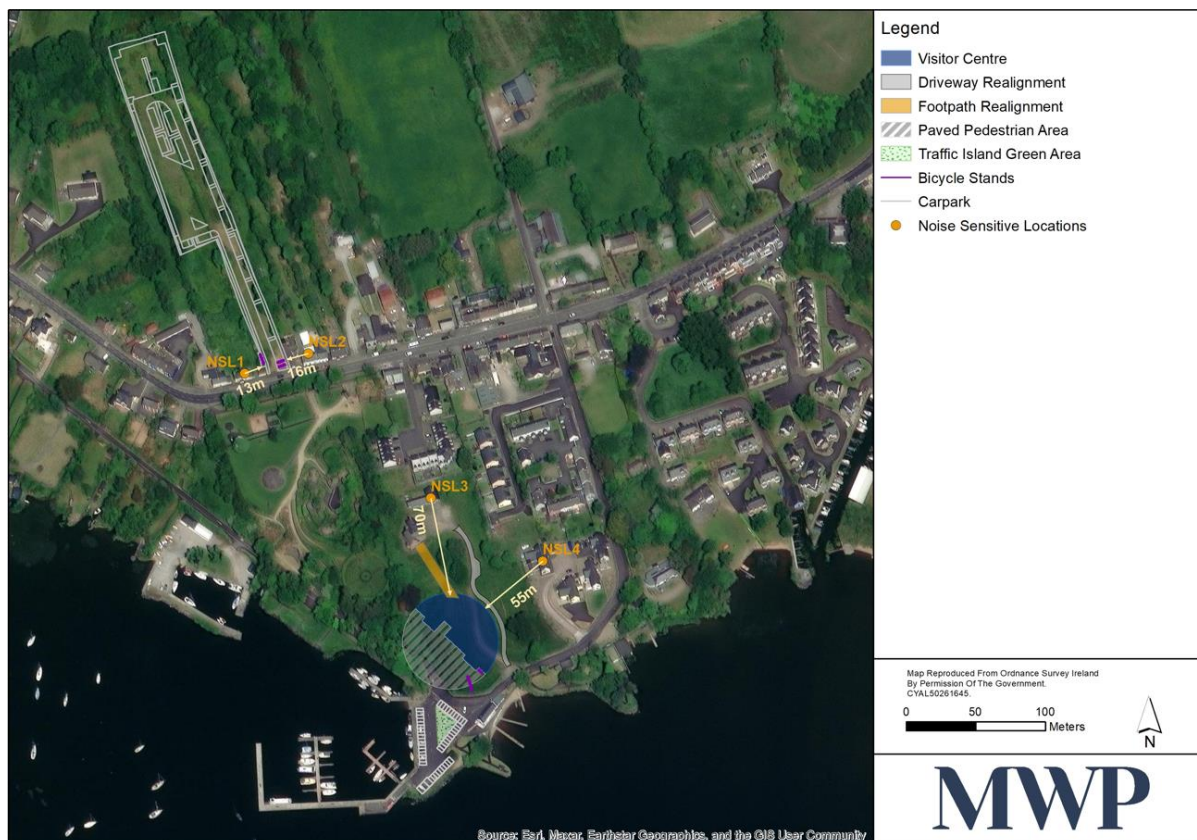 Legend
Visitor Centre
Driveway Realignment
Footpath Realignment
Paved Pedestrian Area
Traffic Island Green Area
Bicycle Stands
Carpark
Noise Sensitive Locations
NSL1
NSL2
13m
16m
NSL3
70m
NSL4
55m
Map Reproduced From Ordnance Survey Ireland
By Permission Of The Government.
CYAL50261645.
0 50 100
Meters
N
MWP
Source: Esri, Maxar, Earthstar Geographics, and the GIS User Community